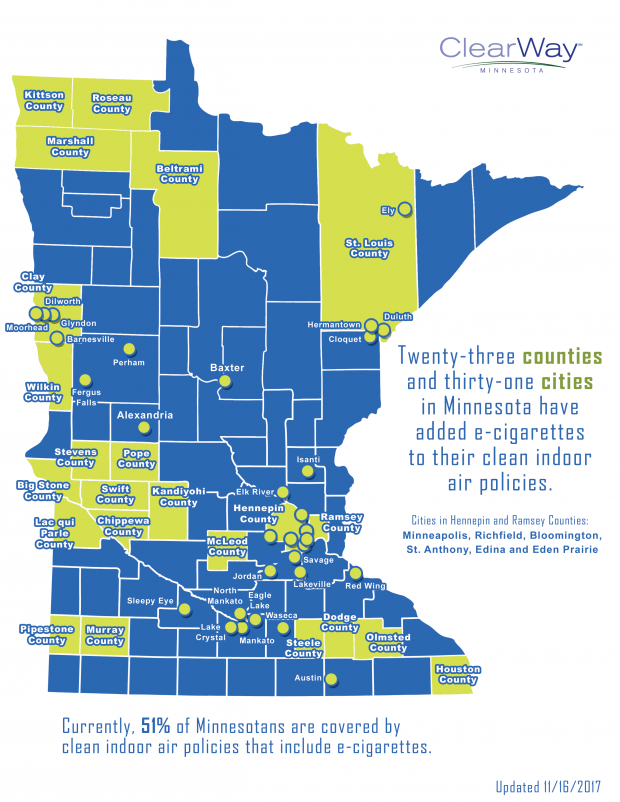 ClearWay℠
MINNESOTA
Kittson
County
Roseau
County
Marshall
County
Beltrami
County
Ely
St. Louis
County
Clay
County
Dilworth
Moorhead
Glyndon
Barnesville
Hermantown
Duluth
Cloquet
Perham
Wilkin
County
Fergus
Falls
Baxter
Alexandria
Twenty-three counties
and thirty-one cities
in Minnesota have
added e-cigarettes
to their clean indoor
air policies.
Stevens
County
Pope
County
Isanti
Big Stone
County
Swift
County
Kandiyohi
County
Elk River
Hennepin
County
Ramsey
County
Lac qui
Parle
County
Chippewa
County
McLeod
County
Cities in Hennepin and Ramsey Counties:
Minneapolis, Richfield, Bloomington,
St. Anthony, Edina and Eden Prairie
Savage
Jordan
Lakeville
Red Wing
Sleepy Eye
North
Mankato
Eagle
Lake
Waseca
Lake
Crystal
Mankato
Pipestone
County
Murray
County
Steele
County
Dodge
County
Olmsted
County
Austin
Houston
County
Currently, 51% of Minnesotans are covered by
clean indoor air policies that include e-cigarettes.
Updated 11/16/2017